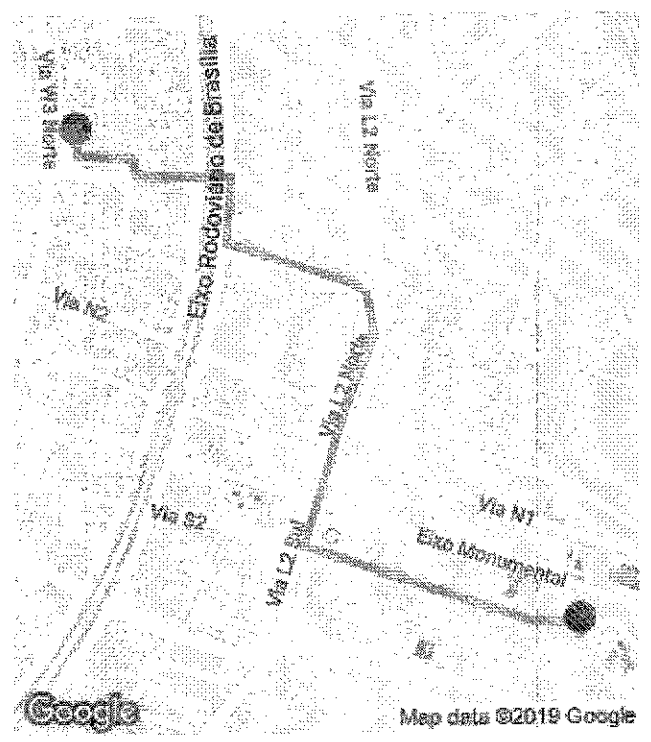 Via W3 Norte
Eixo Rodoviário de Brasília
Via L2 Norte
Via N2
Via L2 Norte
Via S2
Via L2 Sul
Via N1
Eixo Monumental
Google
Map data ©2019 Google